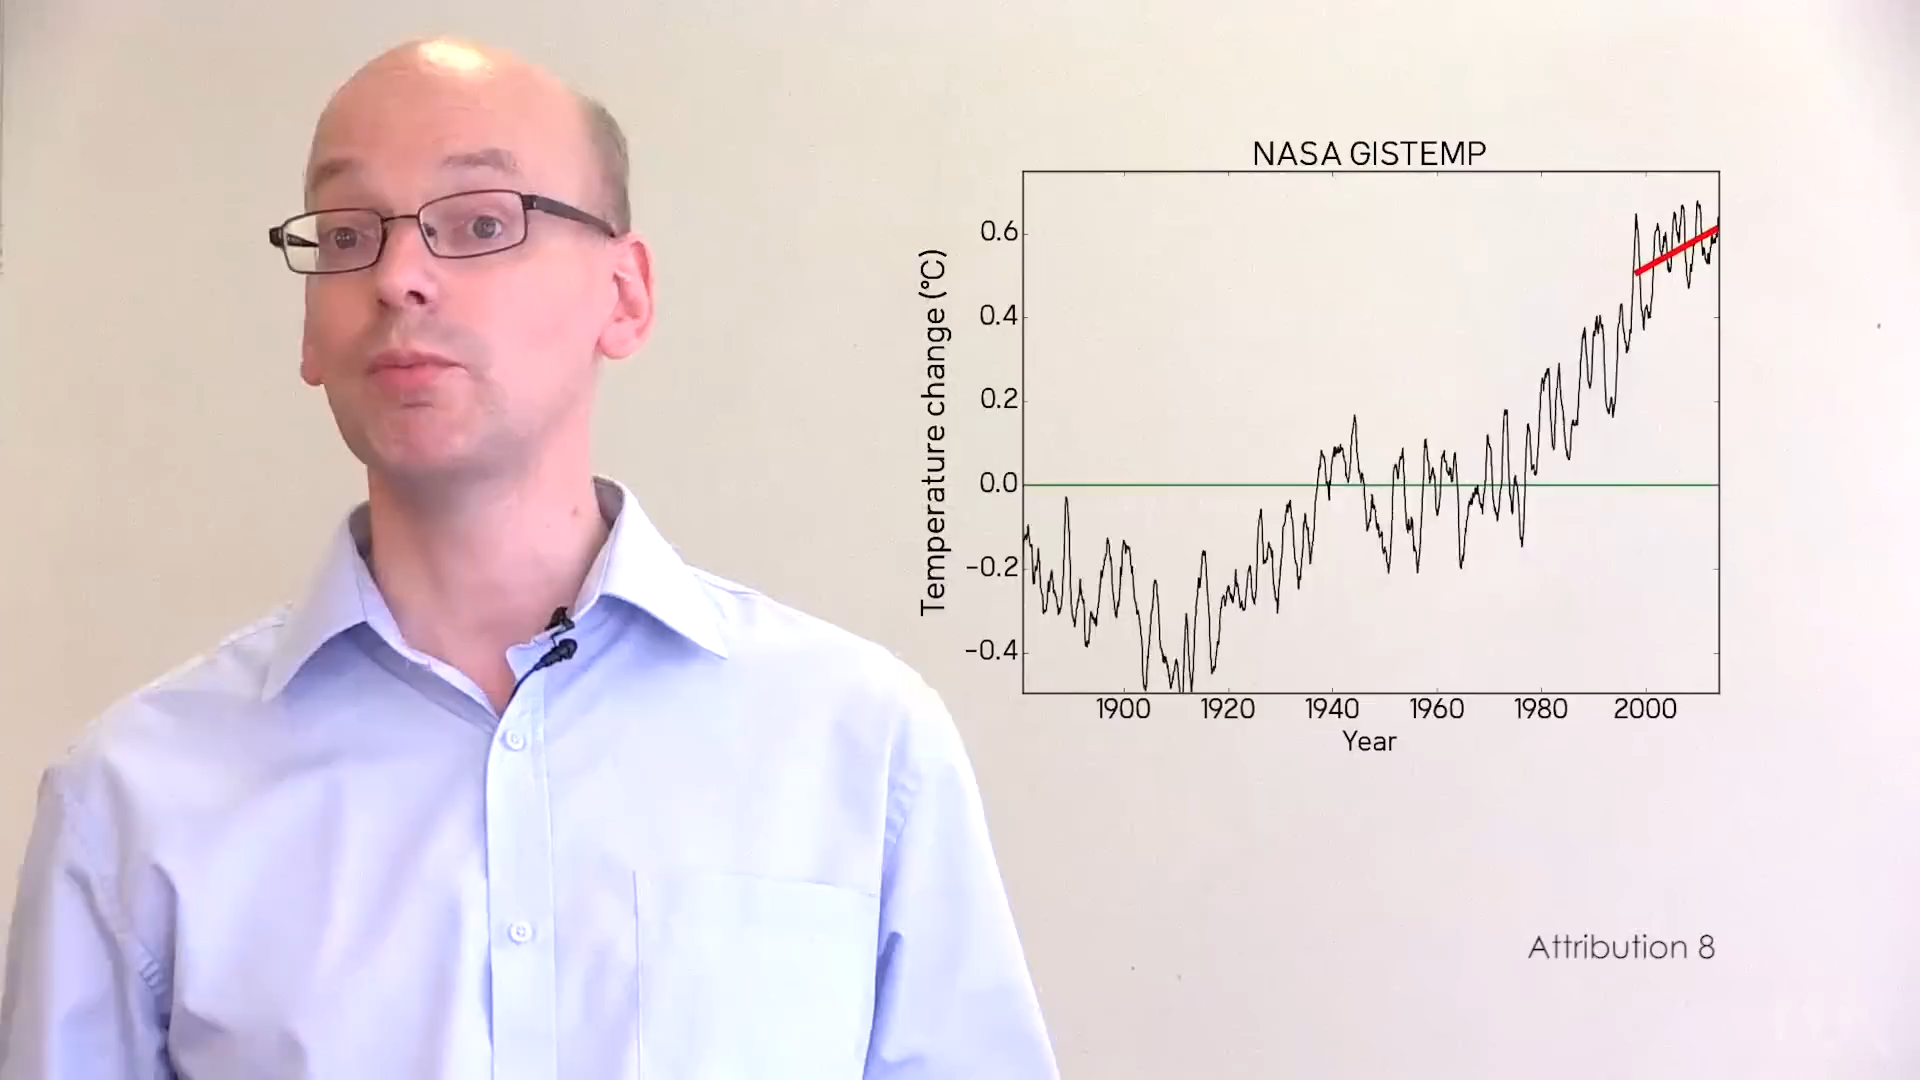 NASA GISTEMP
Temperature change (°C)
0.6
0.4
0.2
0.0
−0.2
−0.4
1900 1920 1940 1960 1980 2000
Year
Attribution 8